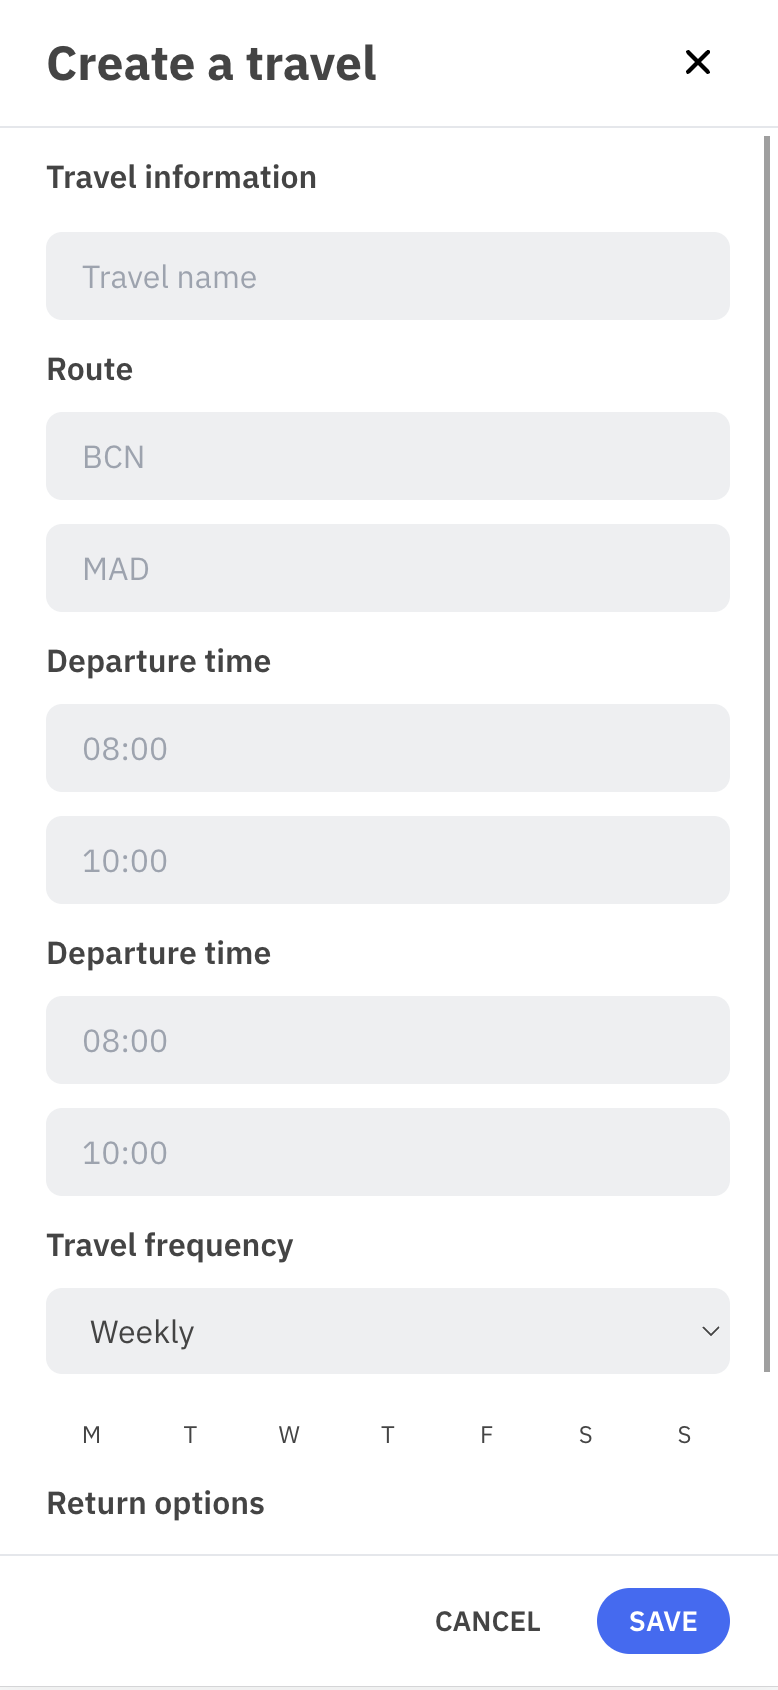 Create a travel
Travel information
Travel name
Route
BCN
MAD
Departure time
08:00
10:00
Departure time
08:00
10:00
Travel frequency
Weekly
M T W T F S S
Return options
CANCEL SAVE